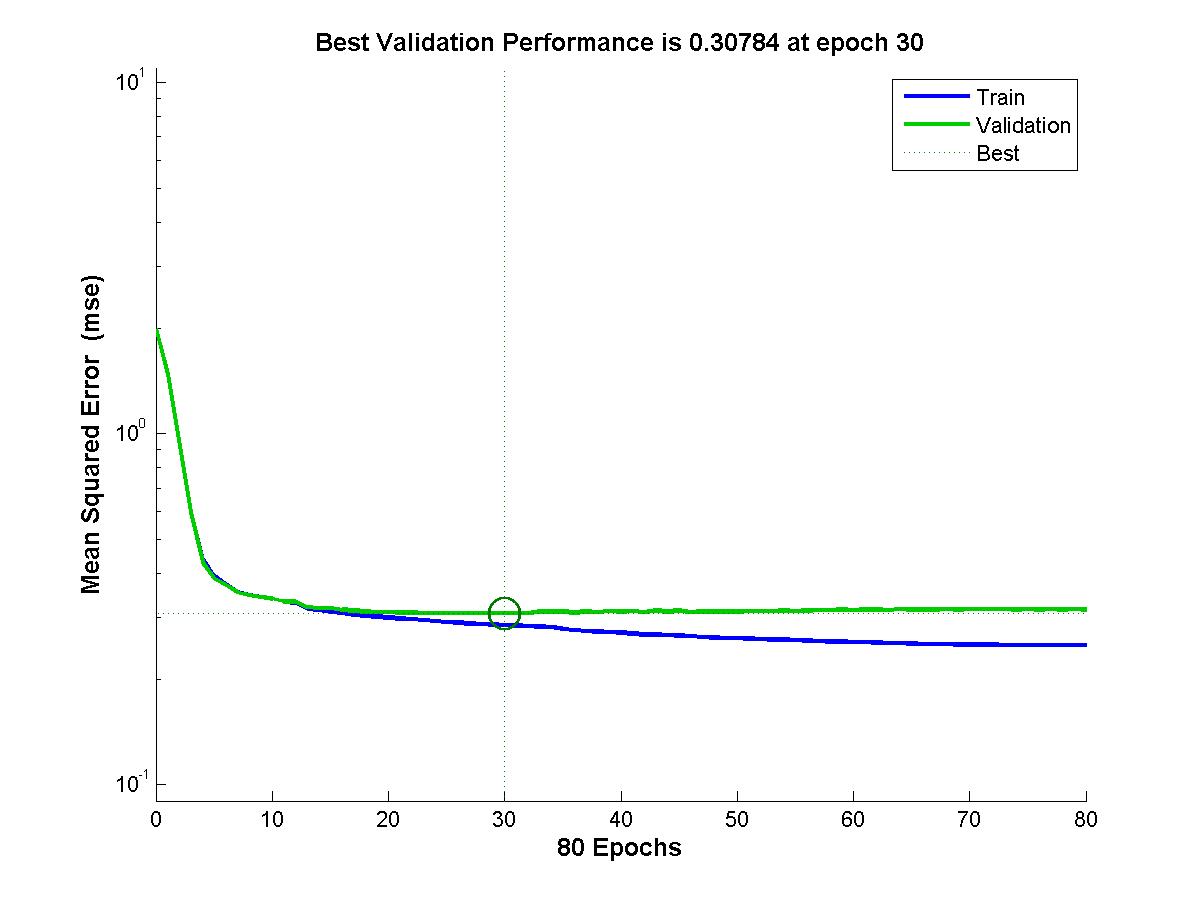 Best Validation Performance is 0.30784 at epoch 30
Train
Validation
Best
Mean Squared Error (mse)
10^1
10^0
10^-1
0 10 20 30 40 50 60 70 80
80 Epochs